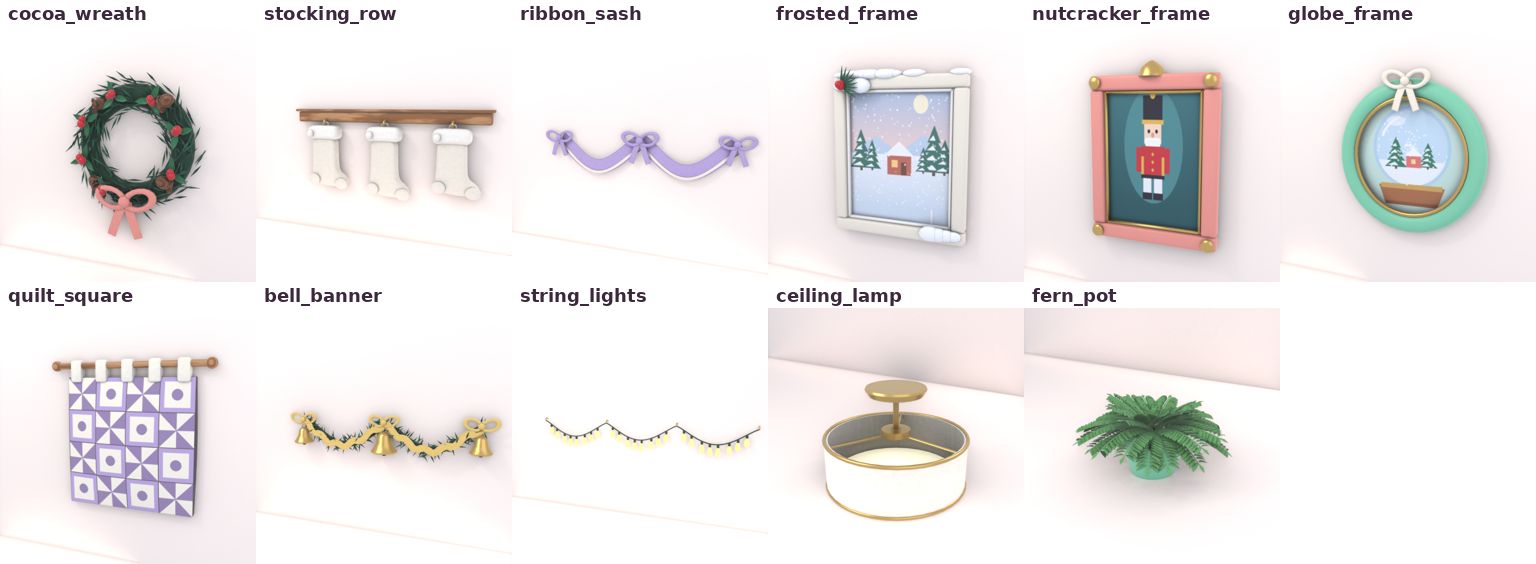 cocoa_wreath
stocking_row
ribbon_sash
frosted_frame
nutcracker_frame
globe_frame
quilt_square
bell_banner
string_lights
ceiling_lamp
fern_pot